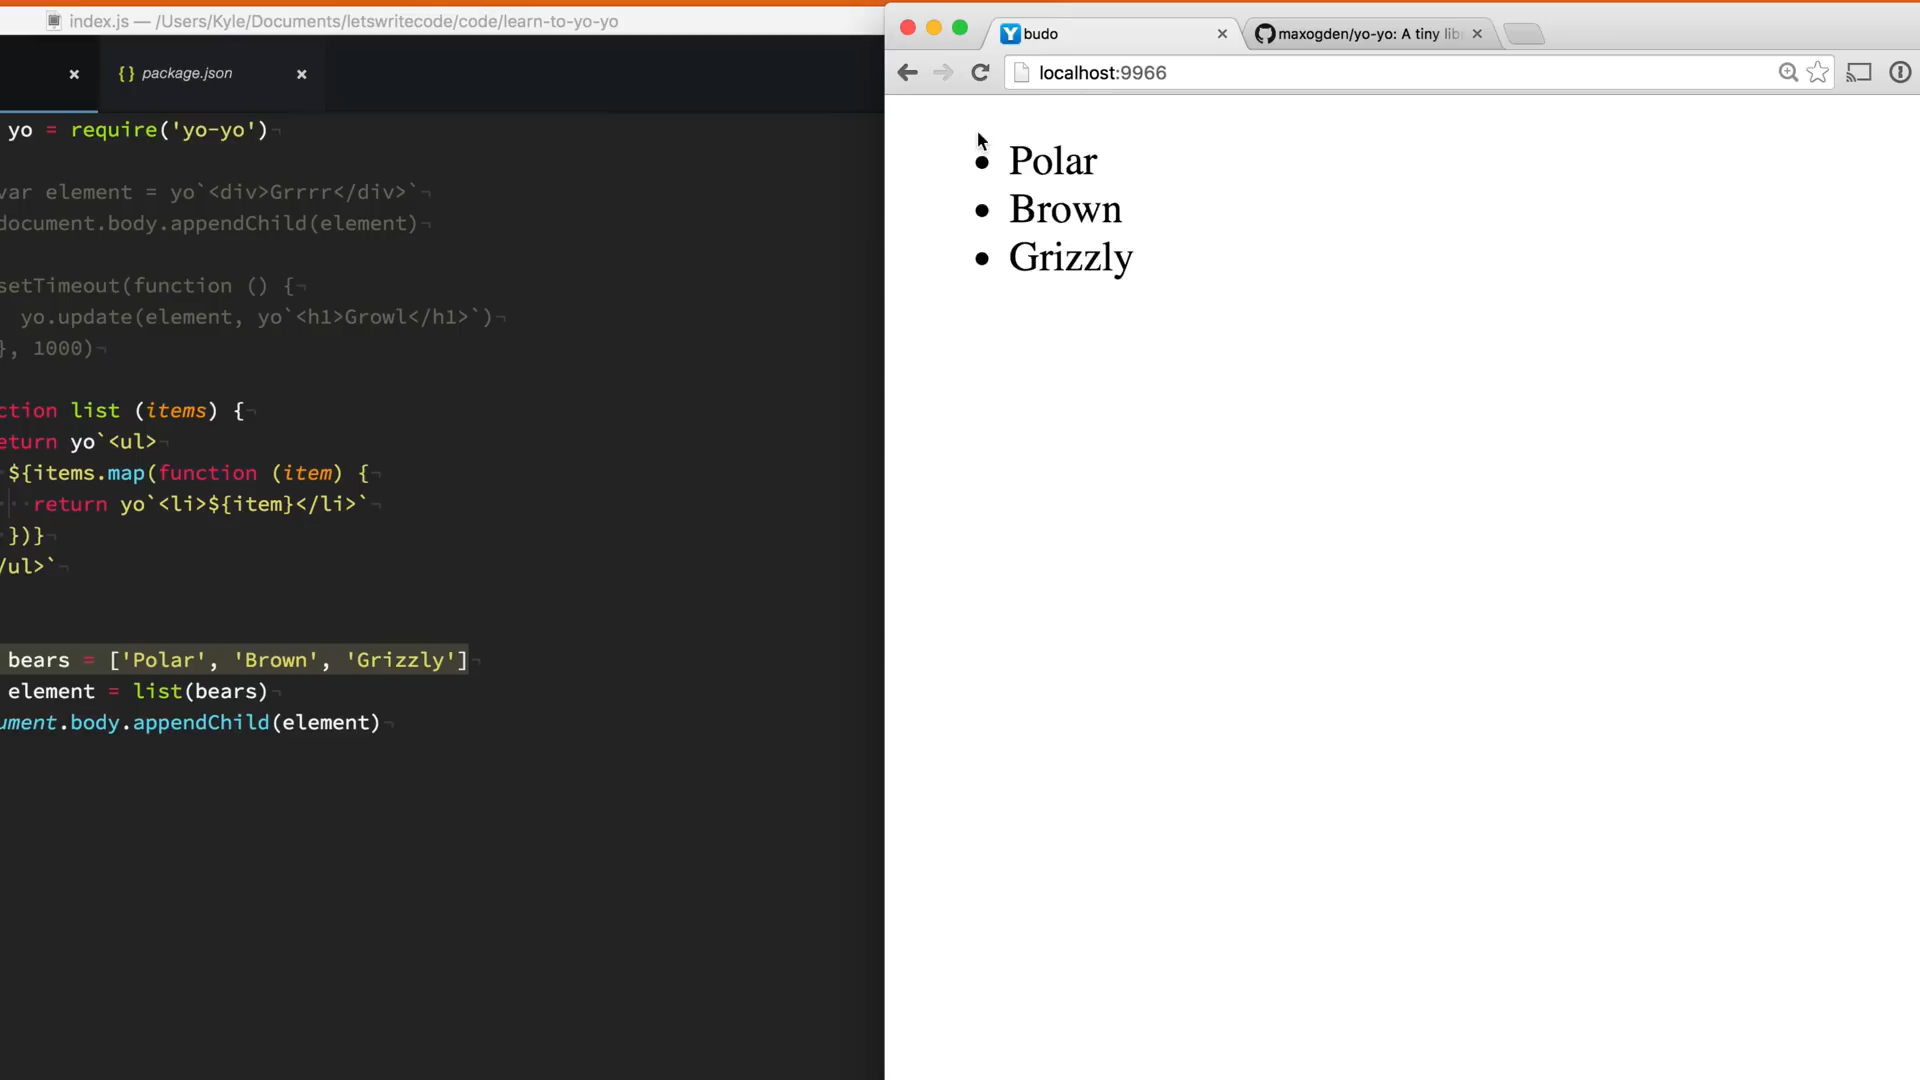 index.js — /Users/Kyle/Documents/letswritecode/code/learn-to-yo-yo
{} package.json
yo = require('yo-yo')
var element = yo`<div>Grrrr</div>`
document.body.appendChild(element)
setTimeout(function () {
yo.update(element, yo`<h1>Growl</h1>`)
}, 1000)
ction list (items) {
eturn yo`<ul>
${items.map(function (item) {
return yo`<li>${item}</li>`
})}
/ul>`
bears = ['Polar', 'Brown', 'Grizzly']
element = list(bears)
ument.body.appendChild(element)
budo
maxogden/yo-yo: A tiny lib
localhost:9966
Polar
Brown
Grizzly